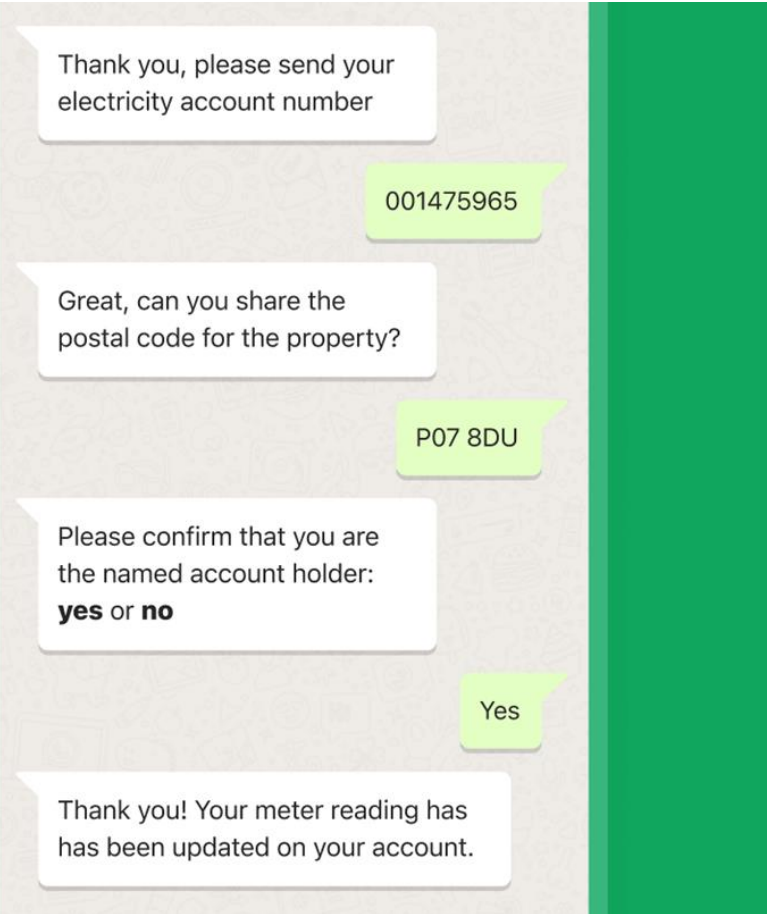 Thank you, please send your
electricity account number
001475965
Great, can you share the
postal code for the property?
P07 8DU
Please confirm that you are
the named account holder:
yes or no
Yes
Thank you! Your meter reading has
has been updated on your account.